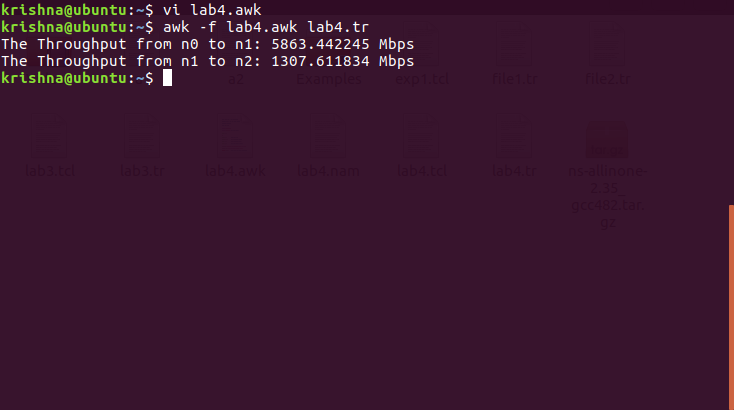 krishna@ubuntu:~$ vi lab4.awk
krishna@ubuntu:~$ awk -f lab4.awk lab4.tr
The Throughput from n0 to n1: 5863.442245 Mbps
The Throughput from n1 to n2: 1307.611834 Mbps
krishna@ubuntu:~$
a2 Examples exp1.tcl file1.tr file2.tr
lab3.tcl lab3.tr lab4.awk lab4.nam lab4.tcl lab4.tr ns-allinone-
2.35_
gcc482.tar.
gz